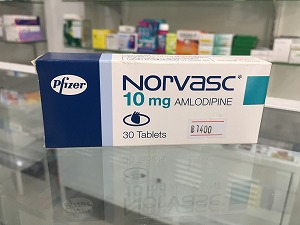 Pfizer
NORVASC®
10 mg AMLODIPINE
30 Tablets
฿1400